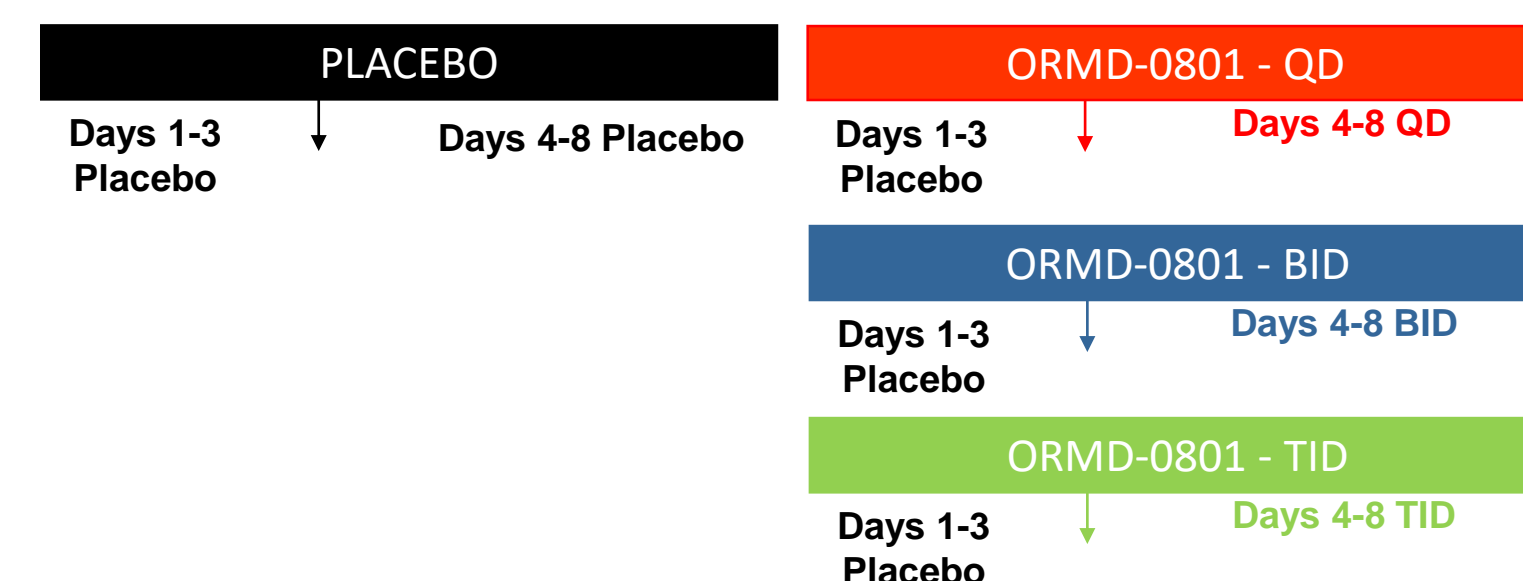 PLACEBO
Days 1-3
Placebo
Days 4-8 Placebo
ORMD-0801 - QD
Days 1-3
Placebo
Days 4-8 QD
ORMD-0801 - BID
Days 1-3
Placebo
Days 4-8 BID
ORMD-0801 - TID
Days 1-3
Placebo
Days 4-8 TID